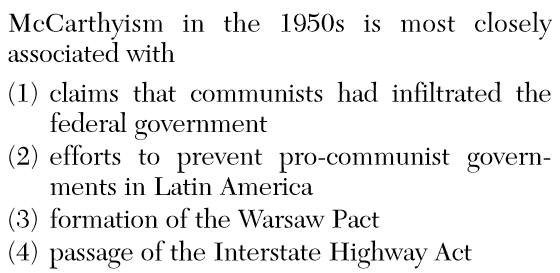 McCarthyism in the 1950s is most closely
associated with
(1) claims that communists had infiltrated the
federal government
(2) efforts to prevent pro-communist govern-
ments in Latin America
(3) formation of the Warsaw Pact
(4) passage of the Interstate Highway Act